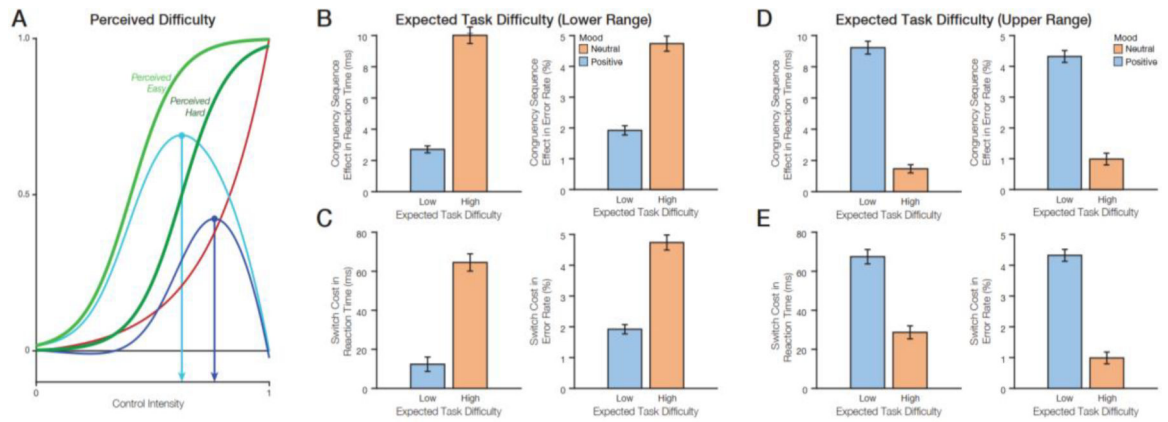 A
Perceived Difficulty
1.0
0.5
0
0
1
Perceived
Easy
Perceived
Hard
Control Intensity
B
Expected Task Difficulty (Lower Range)
Congruency Sequence
Effect in Reaction Time (ms)
10
8
6
4
2
0
Low
High
Expected Task Difficulty
Congruency Sequence
Effect in Error Rate (%)
5
4
3
2
1
0
Low
High
Expected Task Difficulty
Mood
Neutral
Positive
C
Switch Cost in
Reaction Time (ms)
80
60
40
20
0
Low
High
Expected Task Difficulty
Switch Cost in
Error Rate (%)
5
4
3
2
1
0
Low
High
Expected Task Difficulty
D
Expected Task Difficulty (Upper Range)
Congruency Sequence
Effect in Reaction Time (ms)
10
8
6
4
2
0
Low
High
Expected Task Difficulty
Congruency Sequence
Effect in Error Rate (%)
5
4
3
2
1
0
Low
High
Expected Task Difficulty
Mood
Neutral
Positive
E
Switch Cost in
Reaction Time (ms)
80
60
40
20
0
Low
High
Expected Task Difficulty
Switch Cost in
Error Rate (%)
5
4
3
2
1
0
Low
High
Expected Task Difficulty